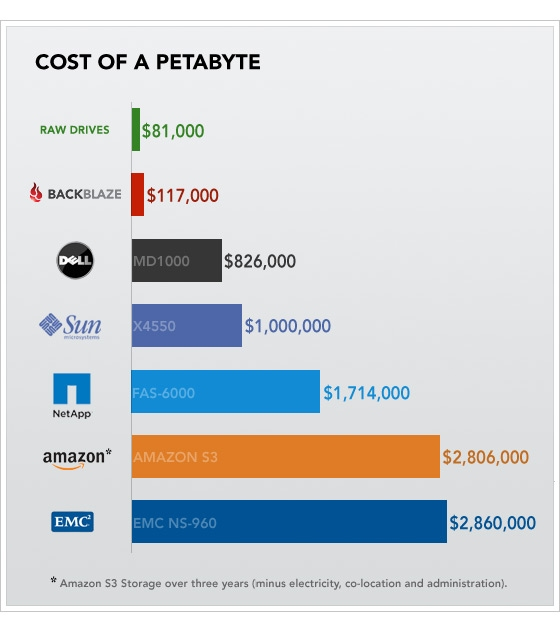 COST OF A PETABYTE
RAW DRIVES $81,000
BACKBLAZE $117,000
DELL MD1000 $826,000
Sun microsystems X4550 $1,000,000
NetApp FAS-6000 $1,714,000
amazon* AMAZON S3 $2,806,000
EMC² EMC NS-960 $2,860,000
* Amazon S3 Storage over three years (minus electricity, co-location and administration).